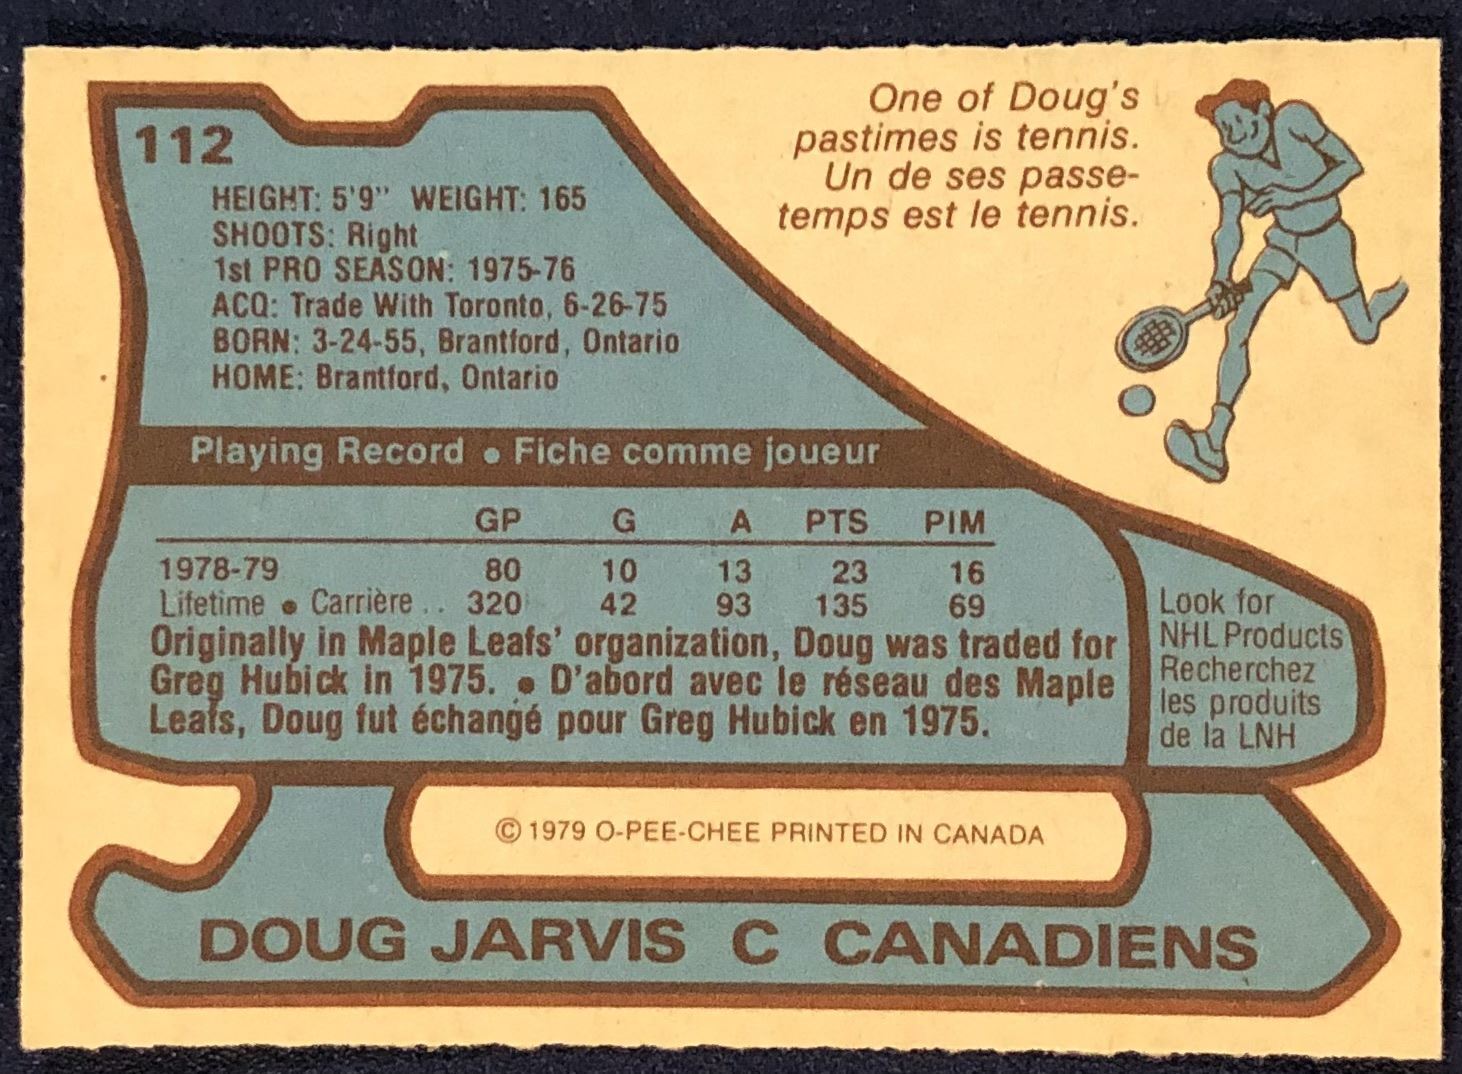 112
One of Doug's
pastimes is tennis.
Un de ses passe-
temps est le tennis.
HEIGHT: 5'9" WEIGHT: 165
SHOOTS: Right
1st PRO SEASON: 1975-76
ACQ: Trade With Toronto, 6-26-75
BORN: 3-24-55, Brantford, Ontario
HOME: Brantford, Ontario
Playing Record • Fiche comme joueur
GP G A PTS PIM
1978-79 80 10 13 23 16
Lifetime • Carrière .. 320 42 93 135 69
Originally in Maple Leafs' organization, Doug was traded for
Greg Hubick in 1975. • D'abord avec le réseau des Maple
Leafs, Doug fut échangé pour Greg Hubick en 1975.
Look for
NHL Products
Recherchez
les produits
de la LNH
© 1979 O-PEE-CHEE PRINTED IN CANADA
DOUG JARVIS C CANADIENS